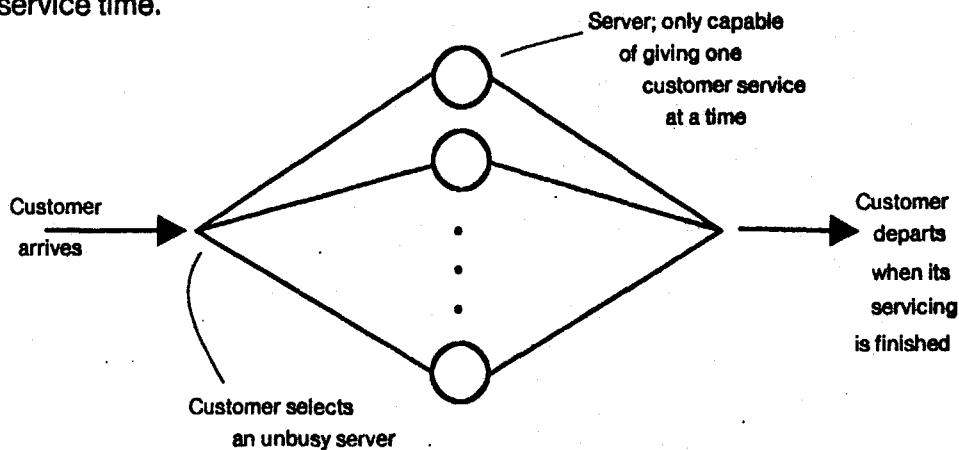 service time.
Server; only capable
of giving one
customer service
at a time
Customer
arrives
Customer
departs
when its
servicing
is finished
Customer selects
an unbusy server